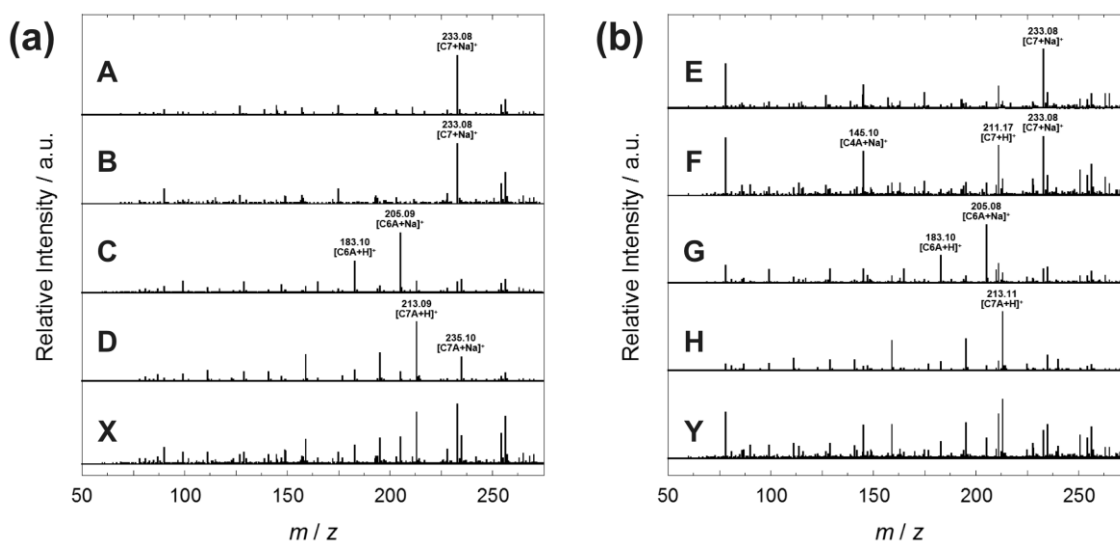 (a)
Relative Intensity / a.u.
A
233.08
[C7+Na]⁺
B
233.08
[C7+Na]⁺
C
183.10
[C6A+H]⁺
205.09
[C6A+Na]⁺
D
213.09
[C7A+H]⁺
235.10
[C7A+Na]⁺
X
50 100 150 200 250
m / z
(b)
Relative Intensity / a.u.
E
233.08
[C7+Na]⁺
F
145.10
[C4A+Na]⁺
211.17
[C7+H]⁺
233.08
[C7+Na]⁺
G
183.10
[C6A+H]⁺
205.08
[C6A+Na]⁺
H
213.11
[C7A+H]⁺
Y
50 100 150 200 250
m / z